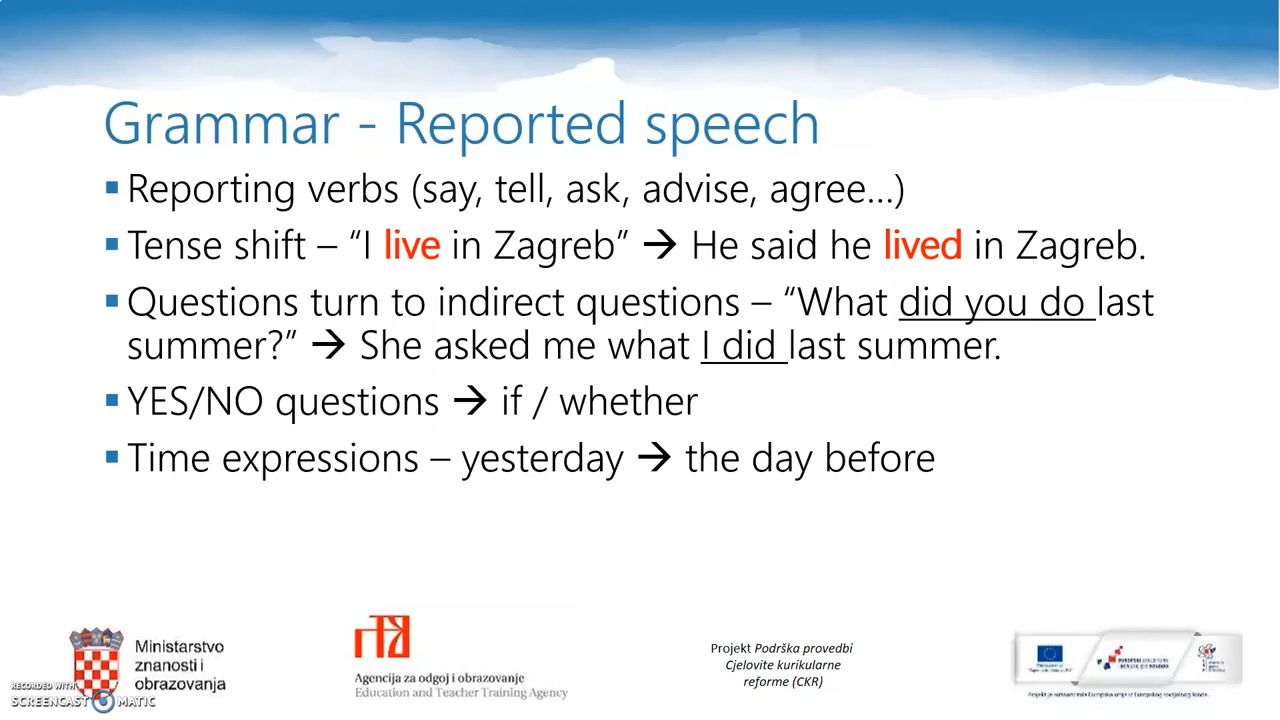 Grammar - Reported speech
▪ Reporting verbs (say, tell, ask, advise, agree...)
▪ Tense shift – “I live in Zagreb” → He said he lived in Zagreb.
▪ Questions turn to indirect questions – “What did you do last
summer?” → She asked me what I did last summer.
▪ YES/NO questions → if / whether
▪ Time expressions – yesterday → the day before
Ministarstvo
znanosti i
obrazovanja
RECORDED WITH
SCREENCAST MATIC
Agencija za odgoj i obrazovanje
Education and Teacher Training Agency
Projekt Podrška provedbi
Cjelovite kurikularne
reforme (CKR)